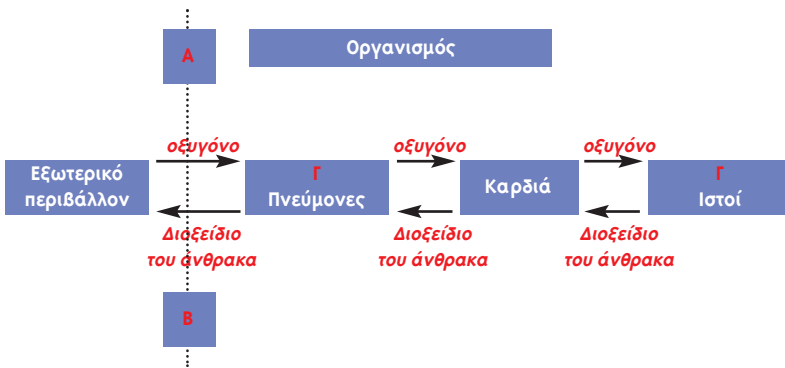 Α
Οργανισμός
οξυγόνο
οξυγόνο
οξυγόνο
Εξωτερικό
περιβάλλον
Γ
Πνεύμονες
Καρδιά
Γ
Ιστοί
Διοξείδιο
του άνθρακα
Διοξείδιο
του άνθρακα
Διοξείδιο
του άνθρακα
Β